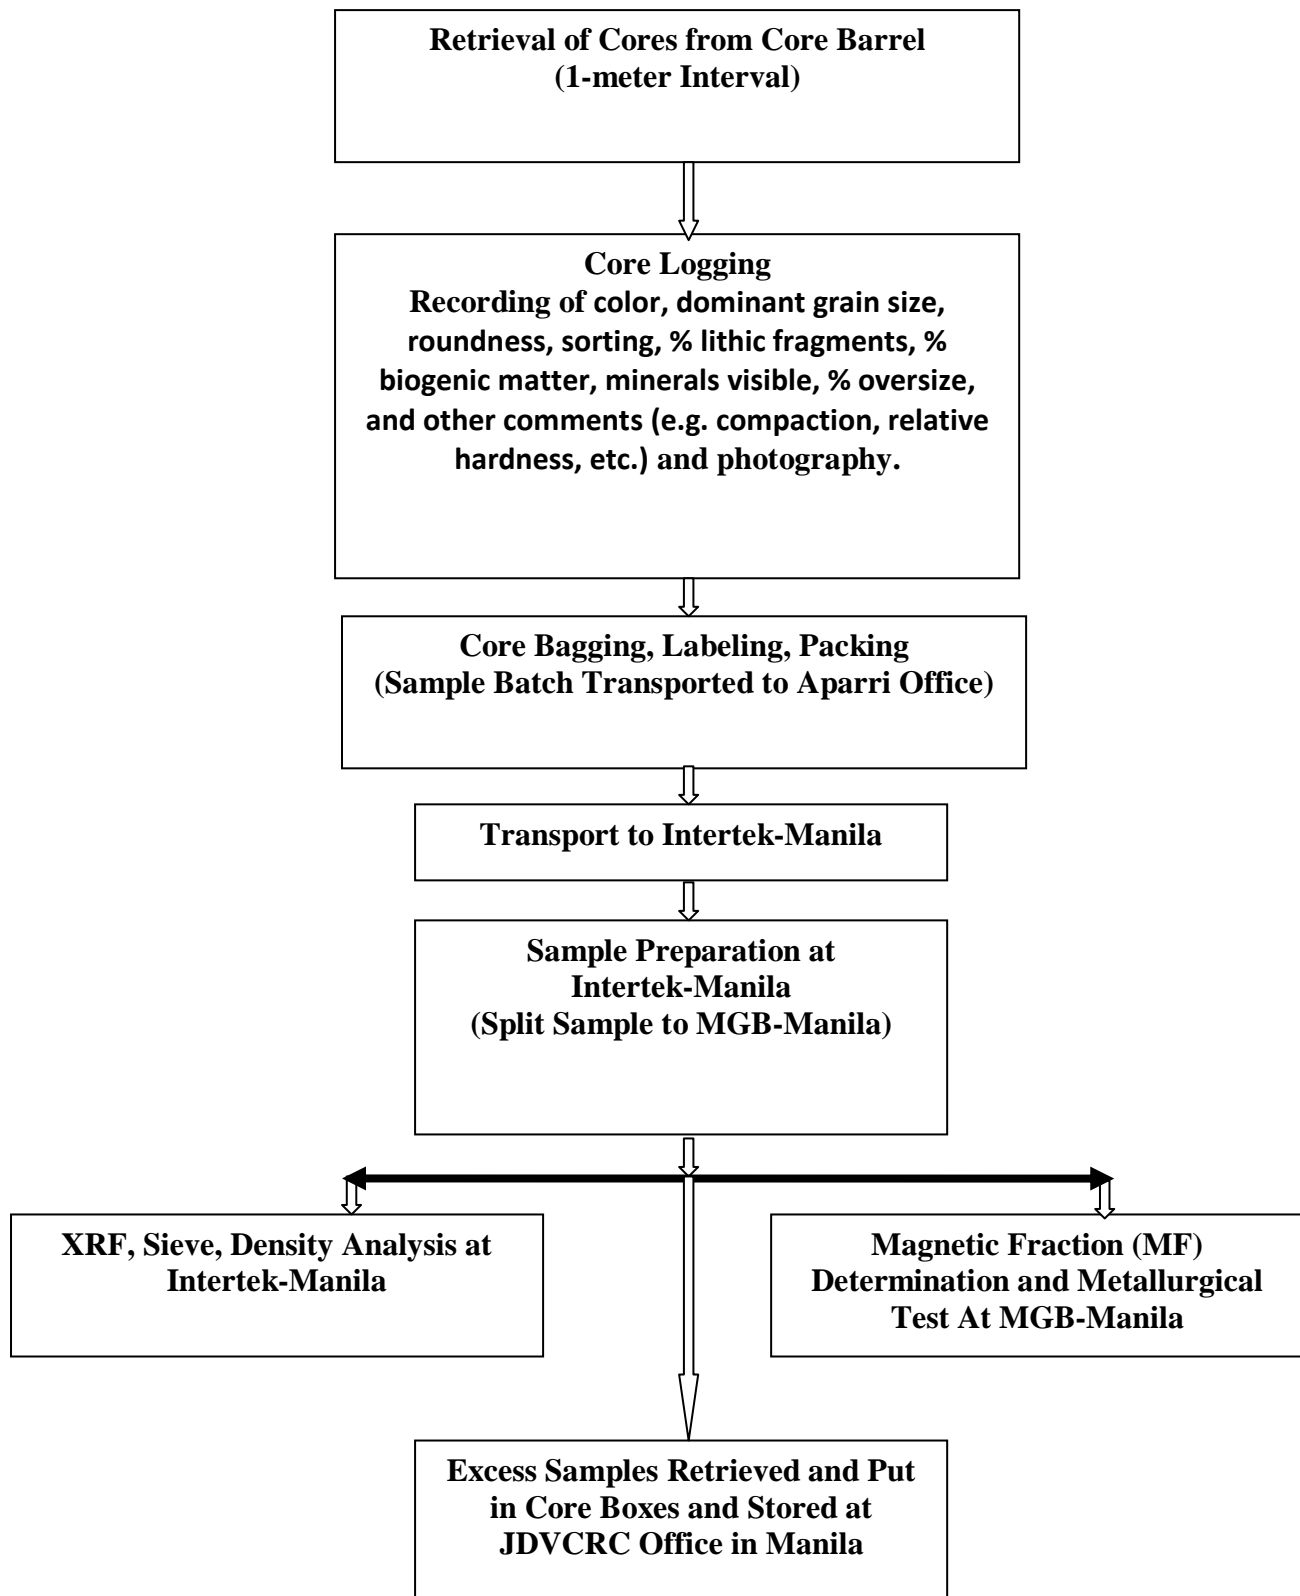 Retrieval of Cores from Core Barrel
(1-meter Interval)
Core Logging
Recording of color, dominant grain size,
roundness, sorting, % lithic fragments, %
biogenic matter, minerals visible, % oversize,
and other comments (e.g. compaction, relative
hardness, etc.) and photography.
Core Bagging, Labeling, Packing
(Sample Batch Transported to Aparri Office)
Transport to Intertek-Manila
Sample Preparation at
Intertek-Manila
(Split Sample to MGB-Manila)
XRF, Sieve, Density Analysis at
Intertek-Manila
Magnetic Fraction (MF)
Determination and Metallurgical
Test At MGB-Manila
Excess Samples Retrieved and Put
in Core Boxes and Stored at
JDVCRC Office in Manila